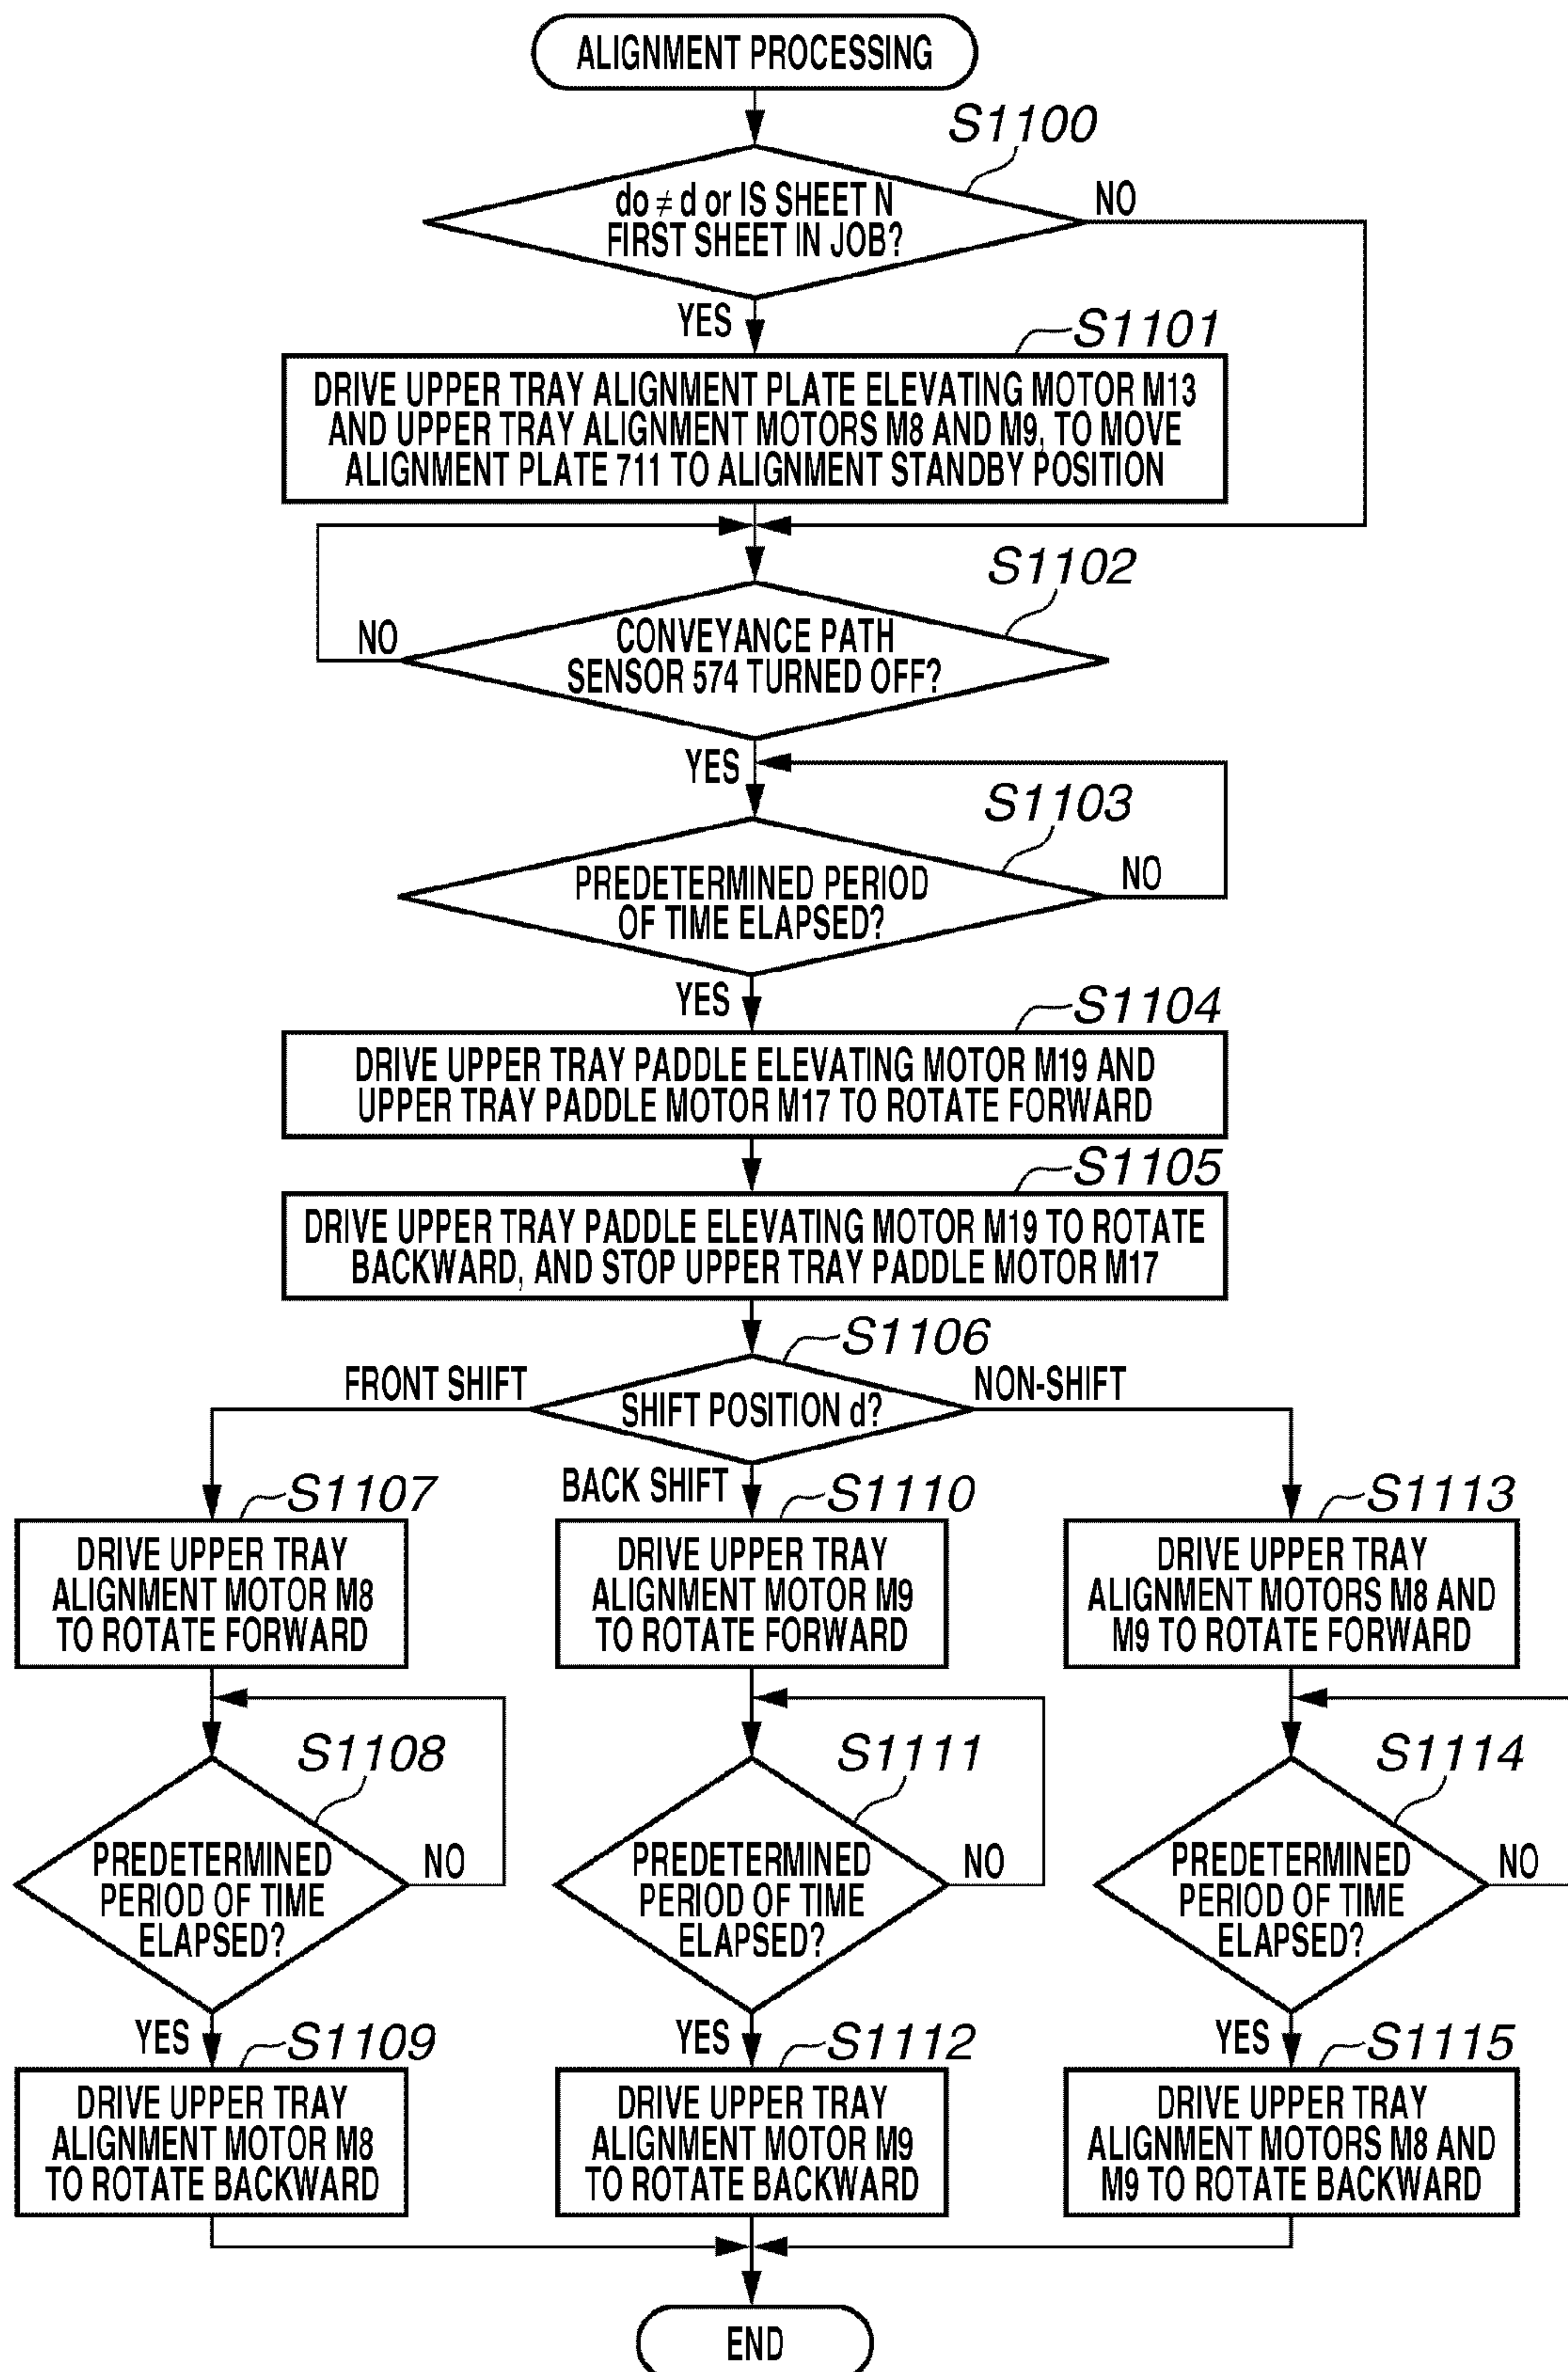 ALIGNMENT PROCESSING
S1100
do ≠ d or IS SHEET N
FIRST SHEET IN JOB?
NO
YES
S1101
DRIVE UPPER TRAY ALIGNMENT PLATE ELEVATING MOTOR M13
AND UPPER TRAY ALIGNMENT MOTORS M8 AND M9, TO MOVE
ALIGNMENT PLATE 711 TO ALIGNMENT STANDBY POSITION
S1102
CONVEYANCE PATH
SENSOR 574 TURNED OFF?
NO
YES
S1103
PREDETERMINED PERIOD
OF TIME ELAPSED?
NO
YES
S1104
DRIVE UPPER TRAY PADDLE ELEVATING MOTOR M19 AND
UPPER TRAY PADDLE MOTOR M17 TO ROTATE FORWARD
S1105
DRIVE UPPER TRAY PADDLE ELEVATING MOTOR M19 TO ROTATE
BACKWARD, AND STOP UPPER TRAY PADDLE MOTOR M17
S1106
SHIFT POSITION d?
FRONT SHIFT
NON-SHIFT
BACK SHIFT
S1107
DRIVE UPPER TRAY
ALIGNMENT MOTOR M8
TO ROTATE FORWARD
S1108
PREDETERMINED
PERIOD OF TIME
ELAPSED?
NO
YES
S1109
DRIVE UPPER TRAY
ALIGNMENT MOTOR M8
TO ROTATE BACKWARD
S1110
DRIVE UPPER TRAY
ALIGNMENT MOTOR M9
TO ROTATE FORWARD
S1111
PREDETERMINED
PERIOD OF TIME
ELAPSED?
NO
YES
S1112
DRIVE UPPER TRAY
ALIGNMENT MOTOR M9
TO ROTATE BACKWARD
S1113
DRIVE UPPER TRAY
ALIGNMENT MOTORS M8 AND
M9 TO ROTATE FORWARD
S1114
PREDETERMINED
PERIOD OF TIME
ELAPSED?
NO
YES
S1115
DRIVE UPPER TRAY
ALIGNMENT MOTORS M8 AND
M9 TO ROTATE BACKWARD
END